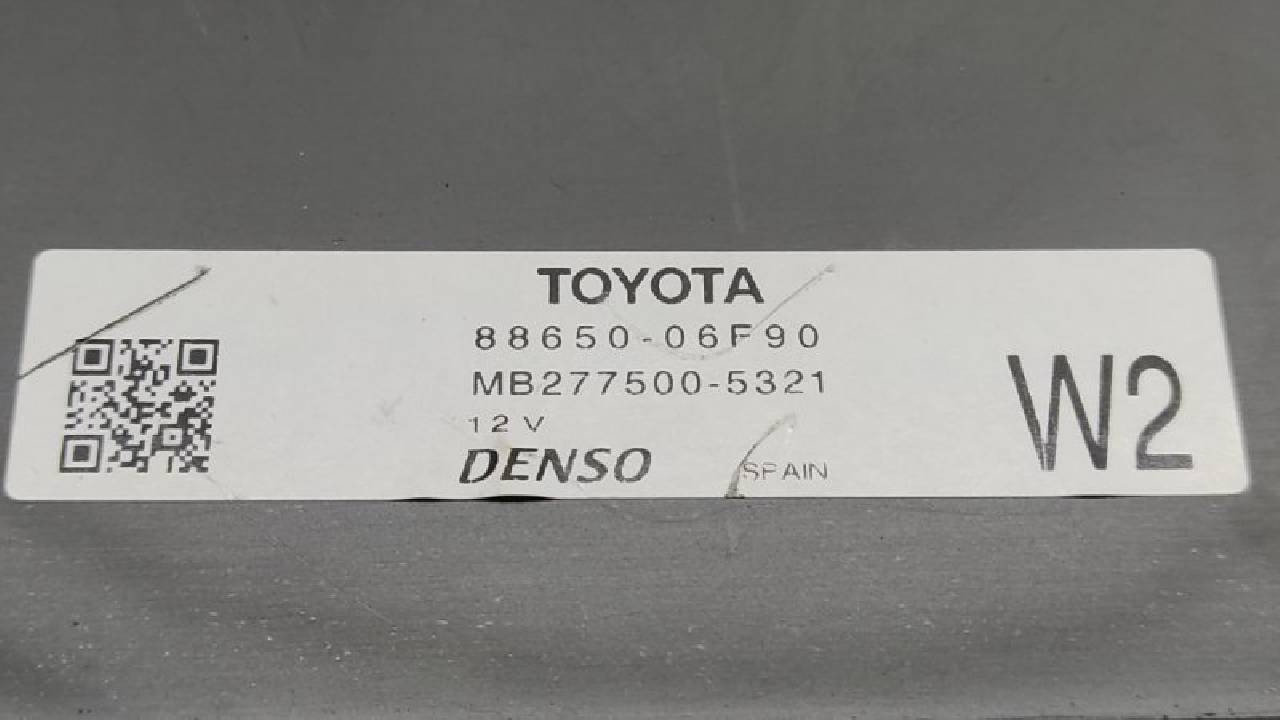 TOYOTA
88650-06F90
MB277500-5321
12V
DENSO SPAIN
W2